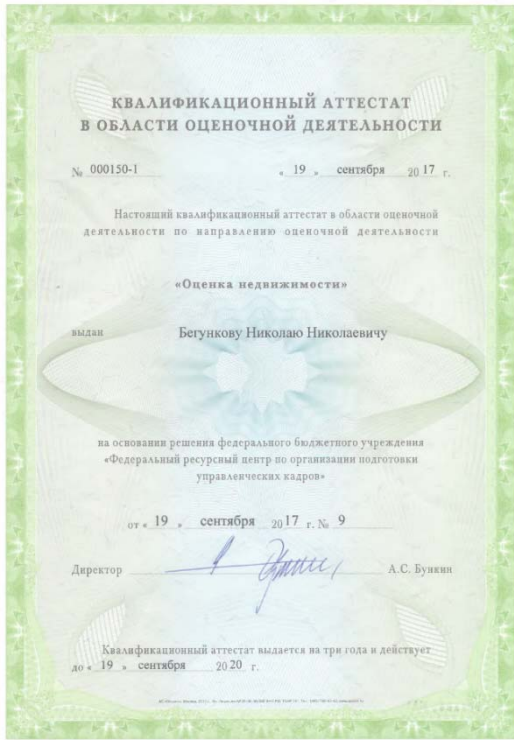 КВАЛИФИКАЦИОННЫЙ АТТЕСТАТ
В ОБЛАСТИ ОЦЕНОЧНОЙ ДЕЯТЕЛЬНОСТИ
№ 000150-1 « 19 » сентября 20 17 г.
Настоящий квалификационный аттестат в области оценочной
деятельности по направлению оценочной деятельности
«Оценка недвижимости»
выдан Бегункову Николаю Николаевичу
на основании решения федерального бюджетного учреждения
«Федеральный ресурсный центр по организации подготовки
управленческих кадров»
от « 19 » сентября 20 17 г. № 9
Директор А.С. Бункин
Квалификационный аттестат выдается на три года и действует
до « 19 » сентября 20 20 г.